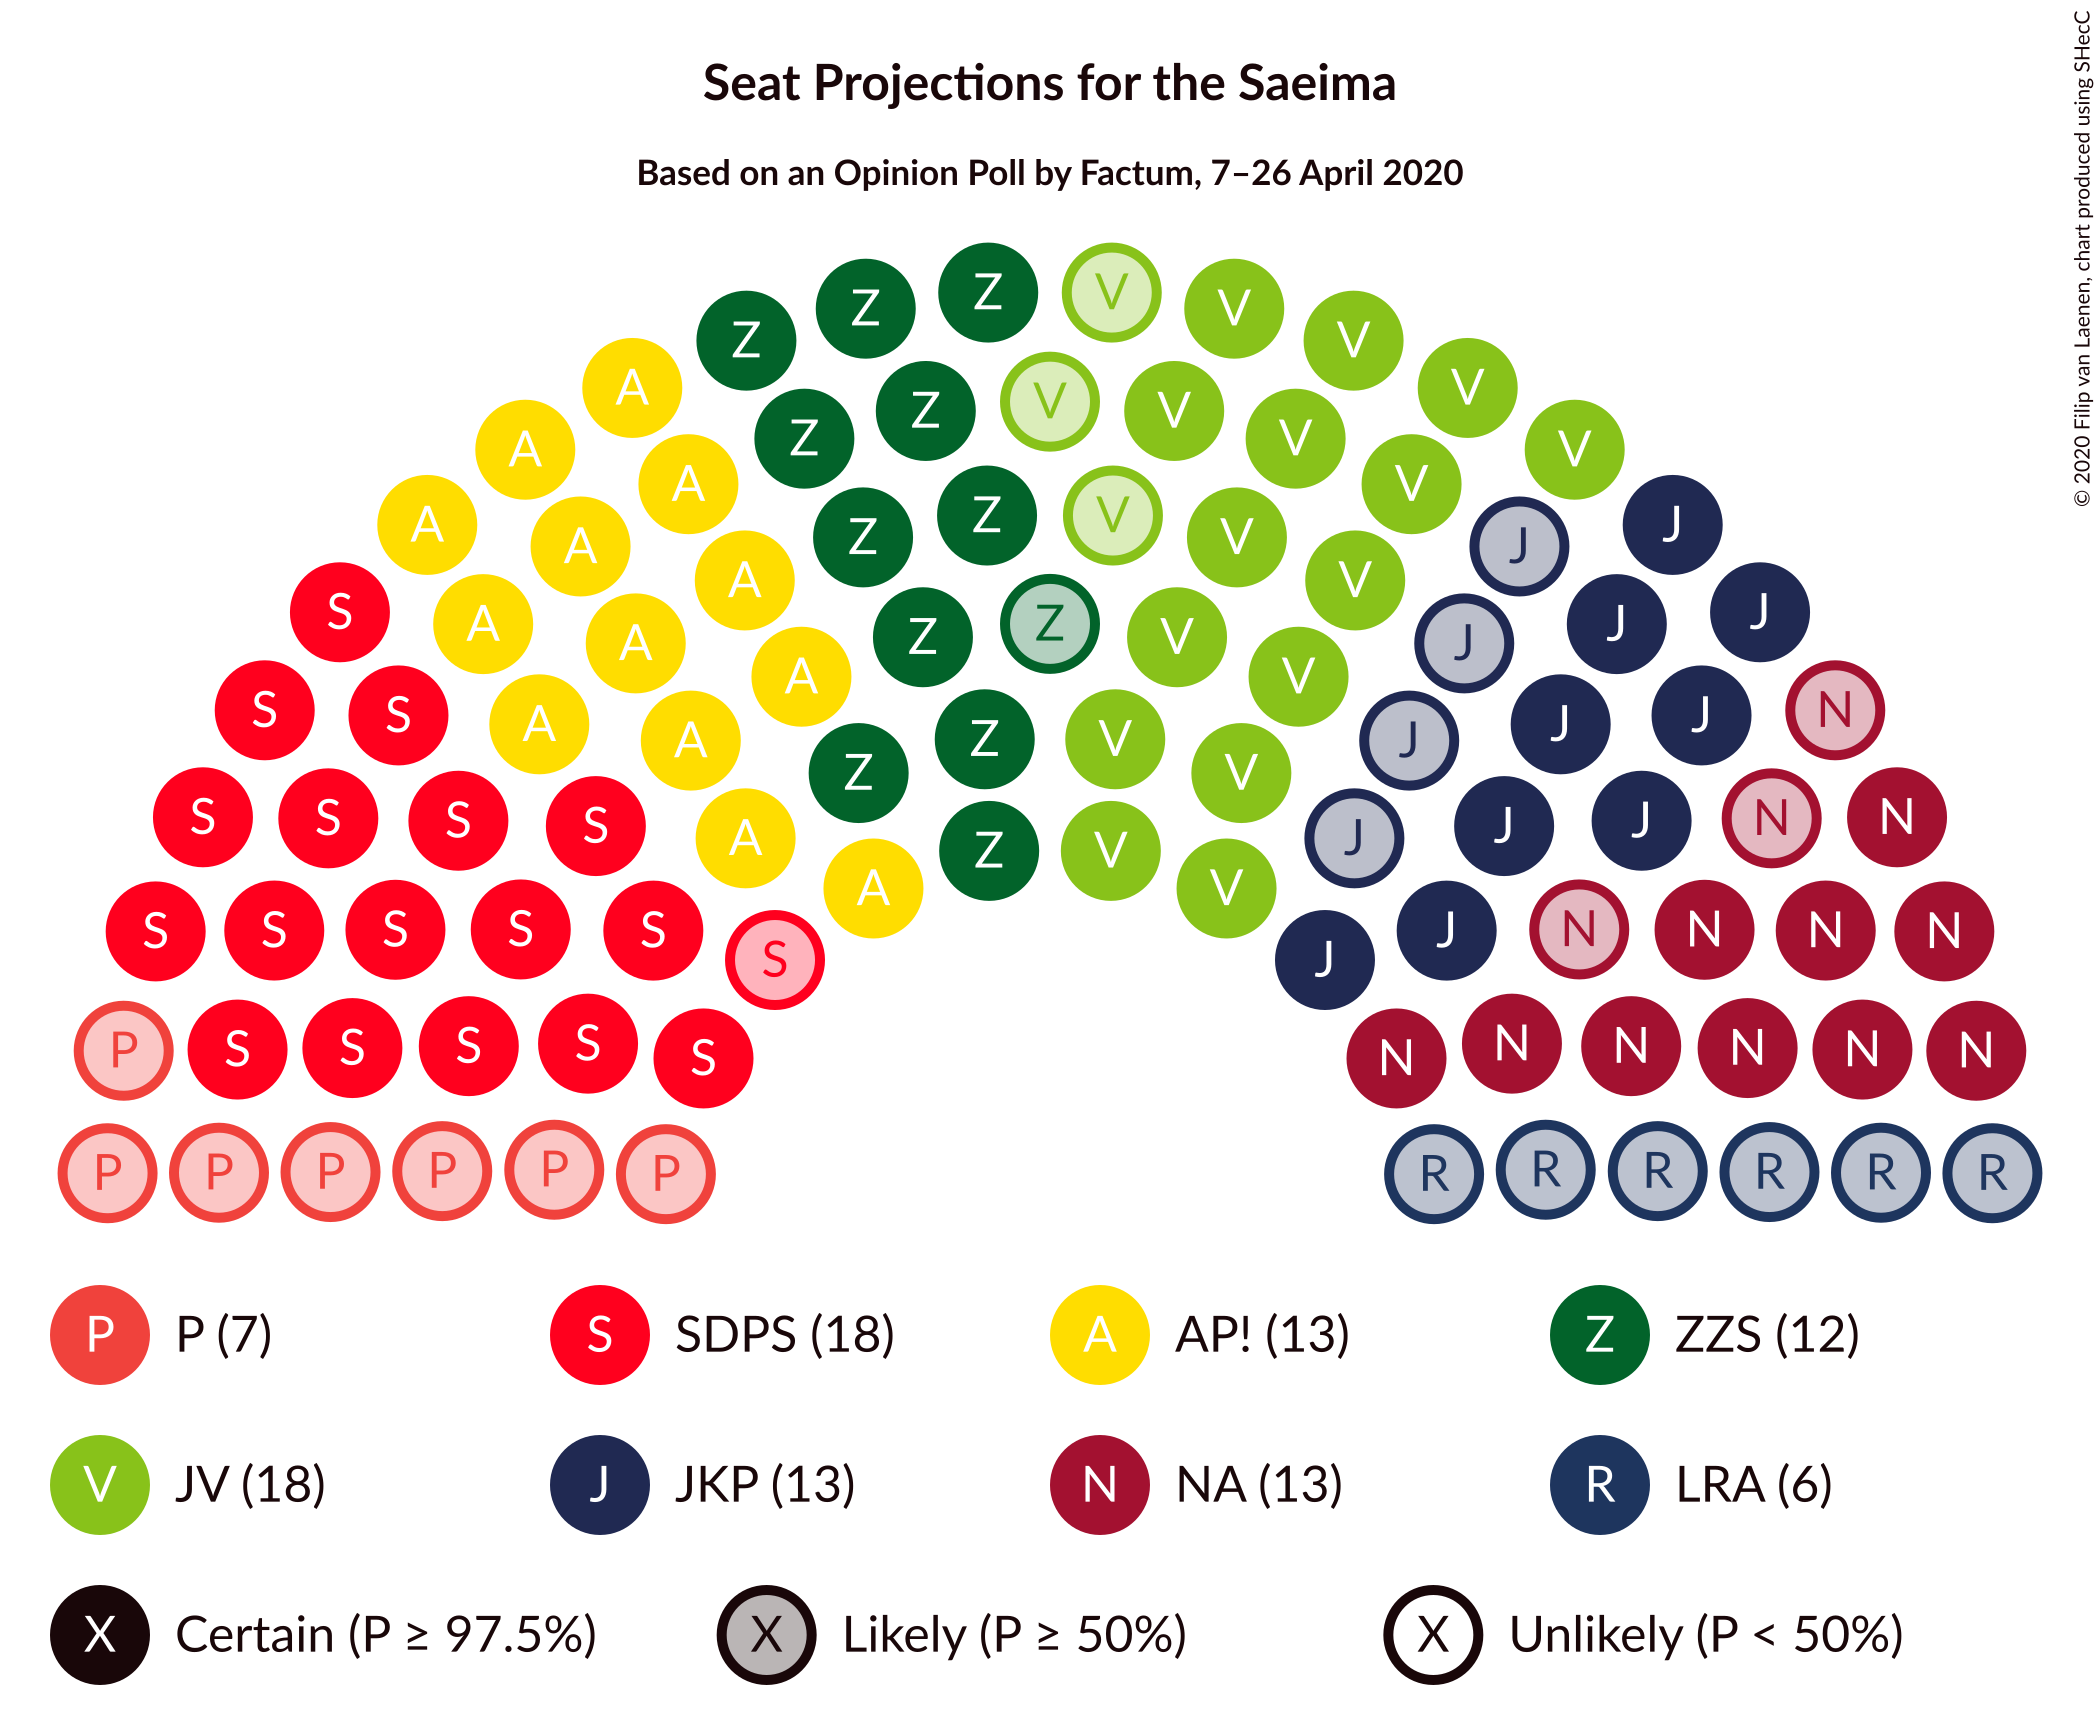 Seat Projections for the Saeima
Based on an Opinion Poll by Factum, 7–26 April 2020
© 2020 Filip van Laenen, chart produced using SHecC
Z Z Z V V V
A Z Z V V V V
A A Z Z V V V V
A A A Z Z V V J J
S A A A Z Z V V J J J
S S A A A Z Z V V J J J N
S S S S A Z V J J J N N
S S S S S S A Z V V J J N N N N
P S S S S S N N N N N N
P P P P P P R R R R R R
P P (7) S SDPS (18) A AP! (13) Z ZZS (12)
V JV (18) J JKP (13) N NA (13) R LRA (6)
X Certain (P ≥ 97.5%) X Likely (P ≥ 50%) X Unlikely (P < 50%)